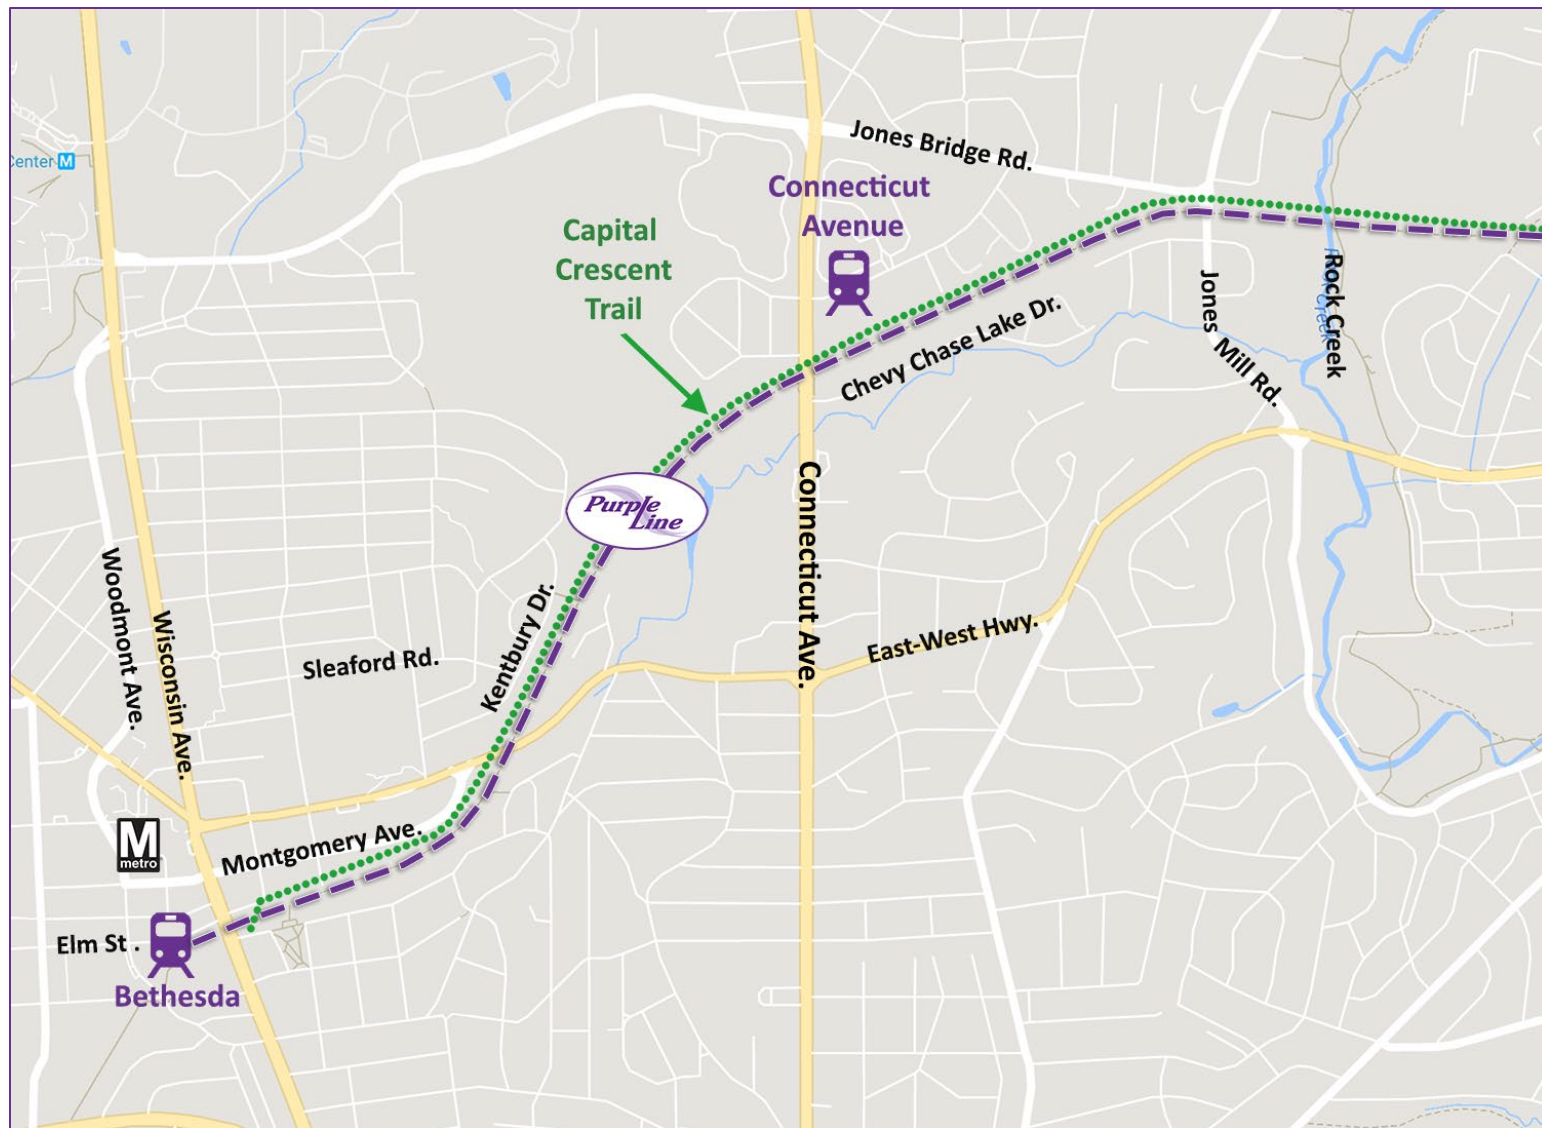 Jones Bridge Rd.
Center M
Connecticut
Avenue
Capital
Crescent
Trail
Rock Creek
Jones
Mill Rd.
Chevy Chase Lake Dr.
Purple
Line
Connecticut Ave.
Woodmont Ave.
Wisconsin Ave.
Kentbury Dr.
East-West Hwy.
Sleaford Rd.
M
metro
Montgomery Ave.
Elm St .
Bethesda